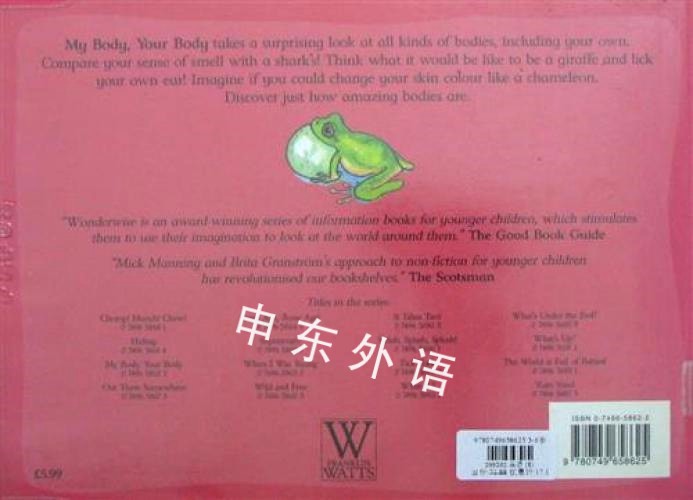 My Body, Your Body takes a surprising look at all kinds of bodies, including your own.
Compare your sense of smell with a shark's! Think what it would be like to be a giraffe and lick
your own ear! Imagine if you could change your skin colour like a chameleon.
Discover just how amazing bodies are.
"Wonderwise is an award winning series of information books for younger children, which stimulates
them to use their imagination to look at the world around them." The Good Book Guide
"Mick Manning and Brita Granström's approach to non-fiction for younger children
has revolutionised our bookshelves." The Scotsman
Titles in the series:
What's Under the Bed?
What's Up?
My Body, Your Body
When I Was Young
Out There Somewhere
Wild and Free
Yum Yum!
申东外语
W
FRANKLIN
WATTS
£5.99
ISBN 0-7496-5862-5
9 780749 658625